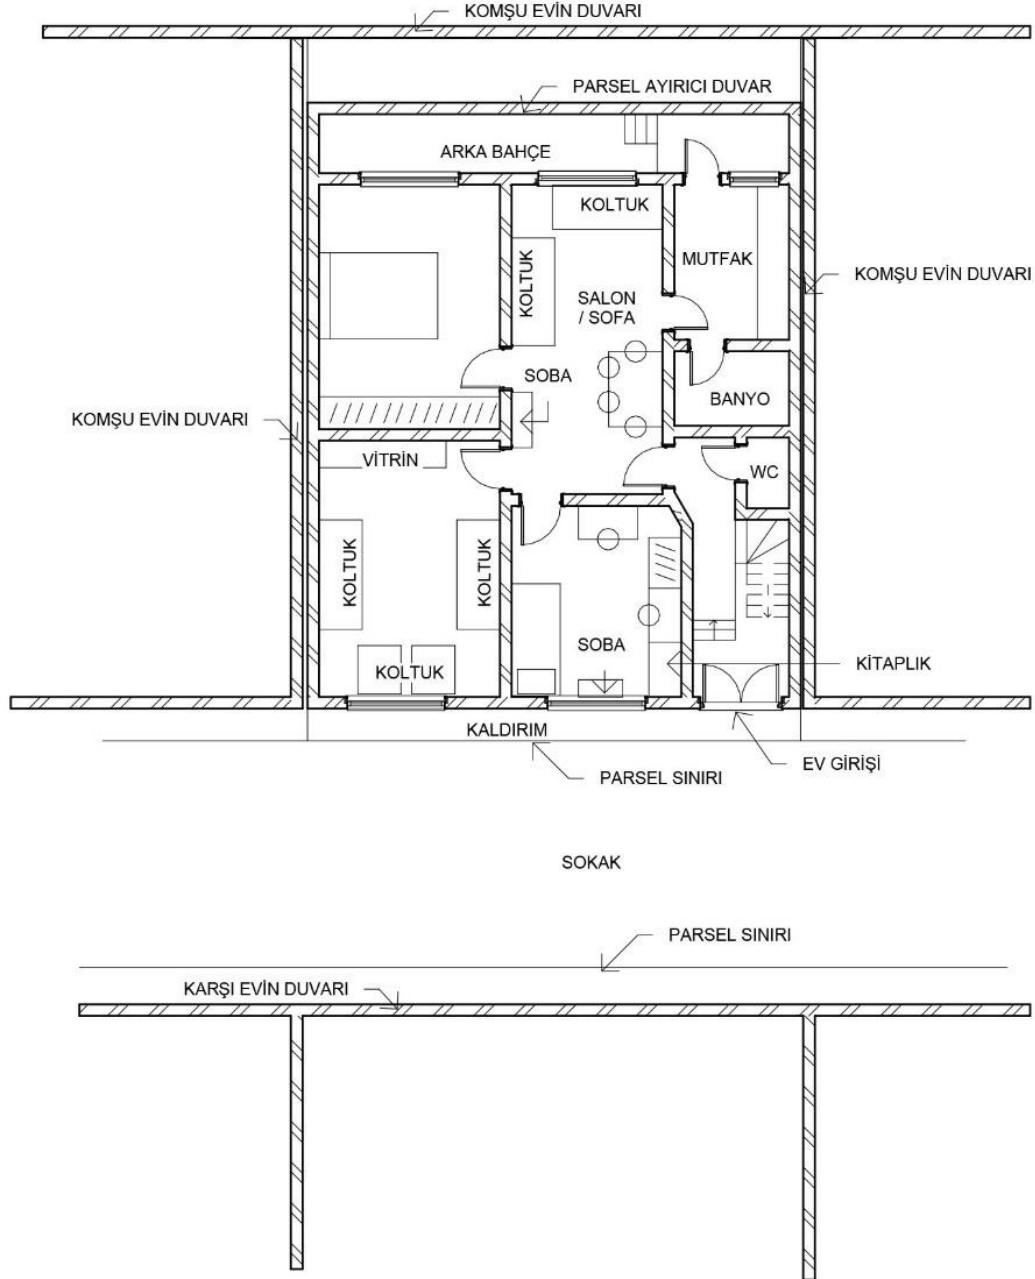 KOMŞU EVİN DUVARI
PARSEL AYIRICI DUVAR
ARKA BAHÇE
KOLTUK
KOLTUK
MUTFAK
KOMŞU EVİN DUVARI
SALON
/ SOFA
SOBA
BANYO
KOMŞU EVİN DUVARI
VİTRİN
WC
KOLTUK
KOLTUK
SOBA
KİTAPLIK
KOLTUK
KALDIRIM
EV GİRİŞİ
PARSEL SINIRI
SOKAK
PARSEL SINIRI
KARŞI EVİN DUVARI